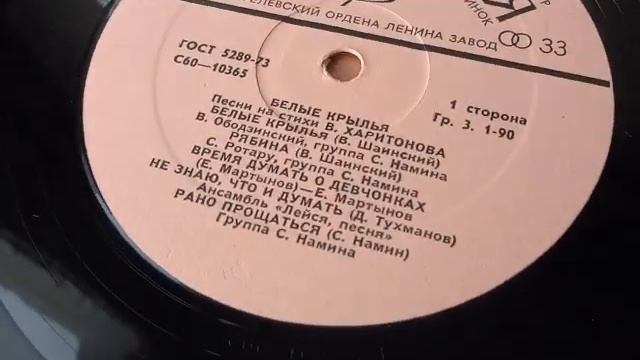 ЛЕВСКИЙ ОРДЕНА ЛЕНИНА ЗАВОД
33
ГОСТ 5289-73
С60—10365
1 сторона
Гр. 3. 1-90
БЕЛЫЕ КРЫЛЬЯ
Песни на стихи В. ХАРИТОНОВА
БЕЛЫЕ КРЫЛЬЯ (В. Шаинский)
В. Ободзинский, группа С. Намина
РЯБИНА (В. Шаинский)
С. Ротару, группа С. Намина
ВРЕМЯ ДУМАТЬ О ДЕВЧОНКАХ
(Е. Мартынов)—Е. Мартынов
НЕ ЗНАЮ, ЧТО И ДУМАТЬ (Д. Тухманов)
Ансамбль «Лейся, песня»
РАНО ПРОЩАТЬСЯ (С. Намин)
Группа С. Намина